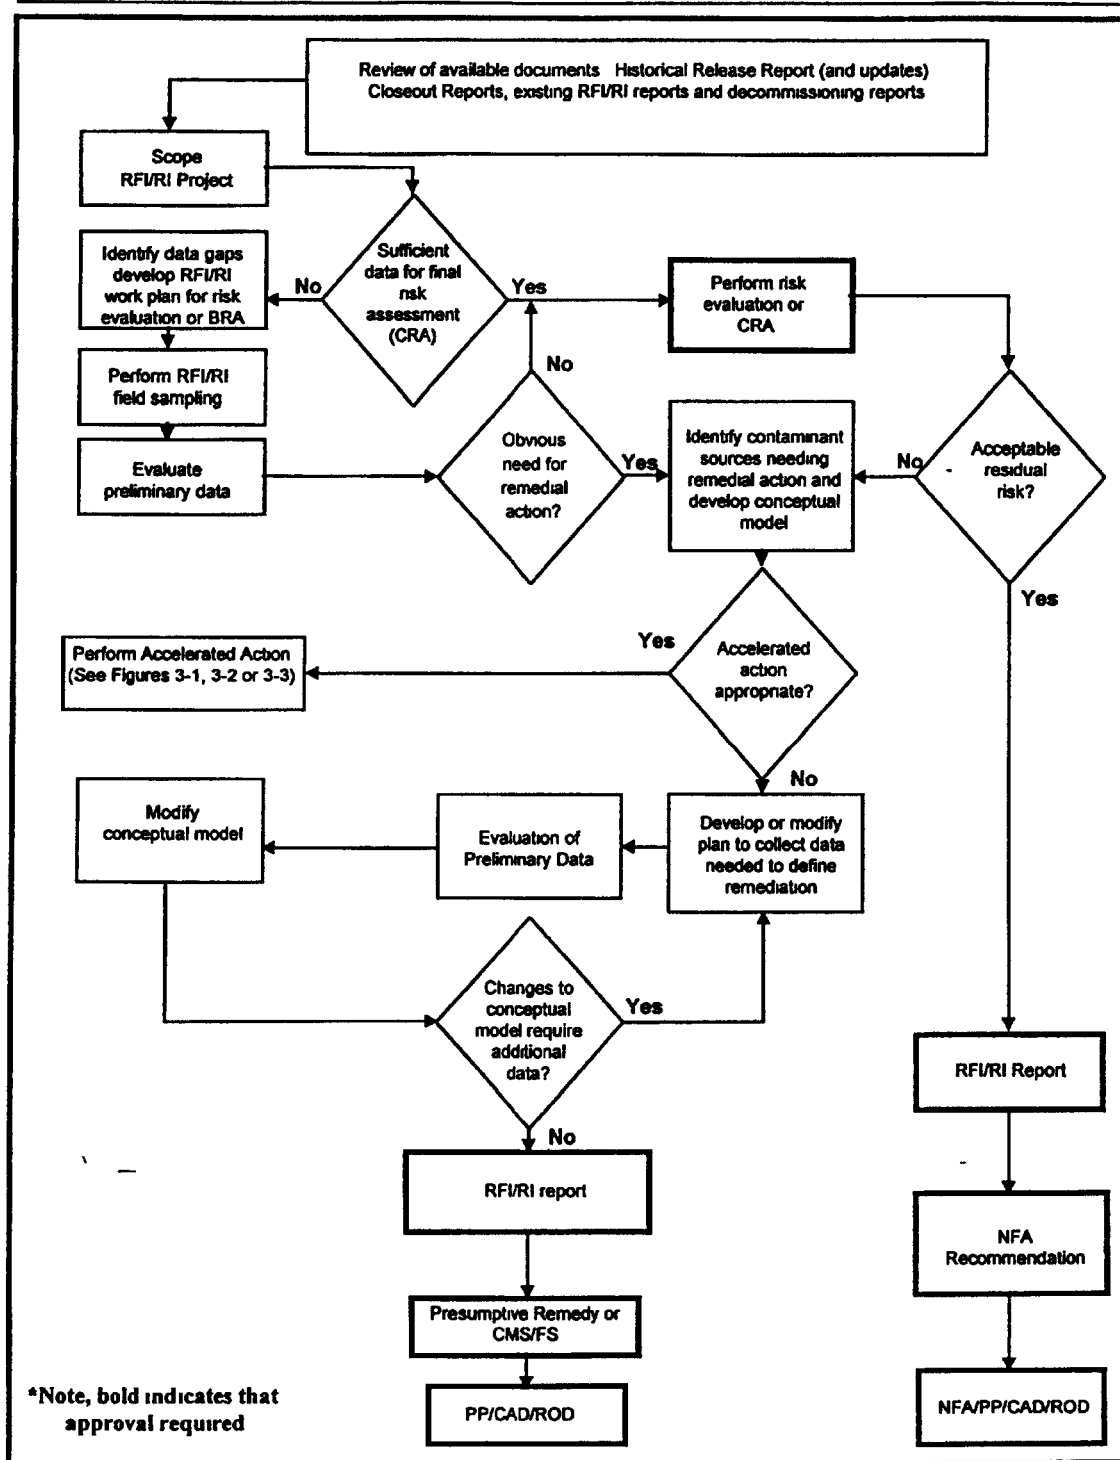 Review of available documents Historical Release Report (and updates)
Closeout Reports, existing RFI/RI reports and decommissioning reports
Scope
RFI/RI Project
Sufficient
data for final
risk
assessment
(CRA)
Identify data gaps
develop RFI/RI
work plan for risk
evaluation or BRA
No
Yes
Perform risk
evaluation or
CRA
Perform RFI/RI
field sampling
No
Evaluate
preliminary data
Obvious
need for
remedial
action?
Yes
Identify contaminant
sources needing
remedial action and
develop conceptual
model
No
Acceptable
residual
risk?
Yes
Yes
Accelerated
action
appropriate?
Perform Accelerated Action
(See Figures 3-1, 3-2 or 3-3)
No
Modify
conceptual model
Evaluation of
Preliminary Data
Develop or modify
plan to collect data
needed to define
remediation
Changes to
conceptual
model require
additional
data?
Yes
No
RFI/RI report
RFI/RI Report
NFA
Recommendation
Presumptive Remedy or
CMS/FS
PP/CAD/ROD
NFA/PP/CAD/ROD
*Note, bold indicates that
approval required